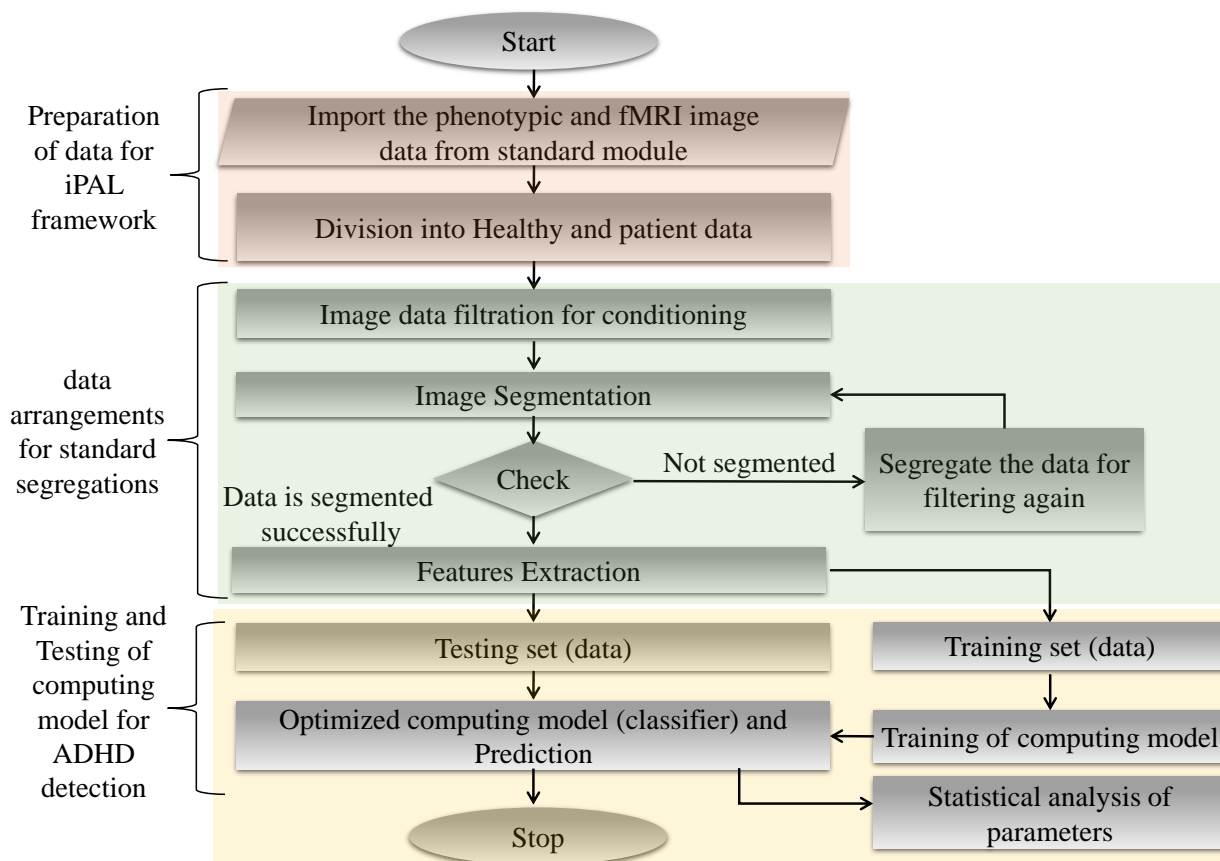 Start
Preparation
of data for
iPAL
framework
Import the phenotypic and fMRI image
data from standard module
Division into Healthy and patient data
data
arrangements
for standard
segregations
Image data filtration for conditioning
Image Segmentation
Check
Not segmented
Segregate the data for
filtering again
Data is segmented
successfully
Features Extraction
Training and
Testing of
computing
model for
ADHD
detection
Testing set (data)
Training set (data)
Optimized computing model (classifier) and
Prediction
Training of computing model
Statistical analysis of
parameters
Stop